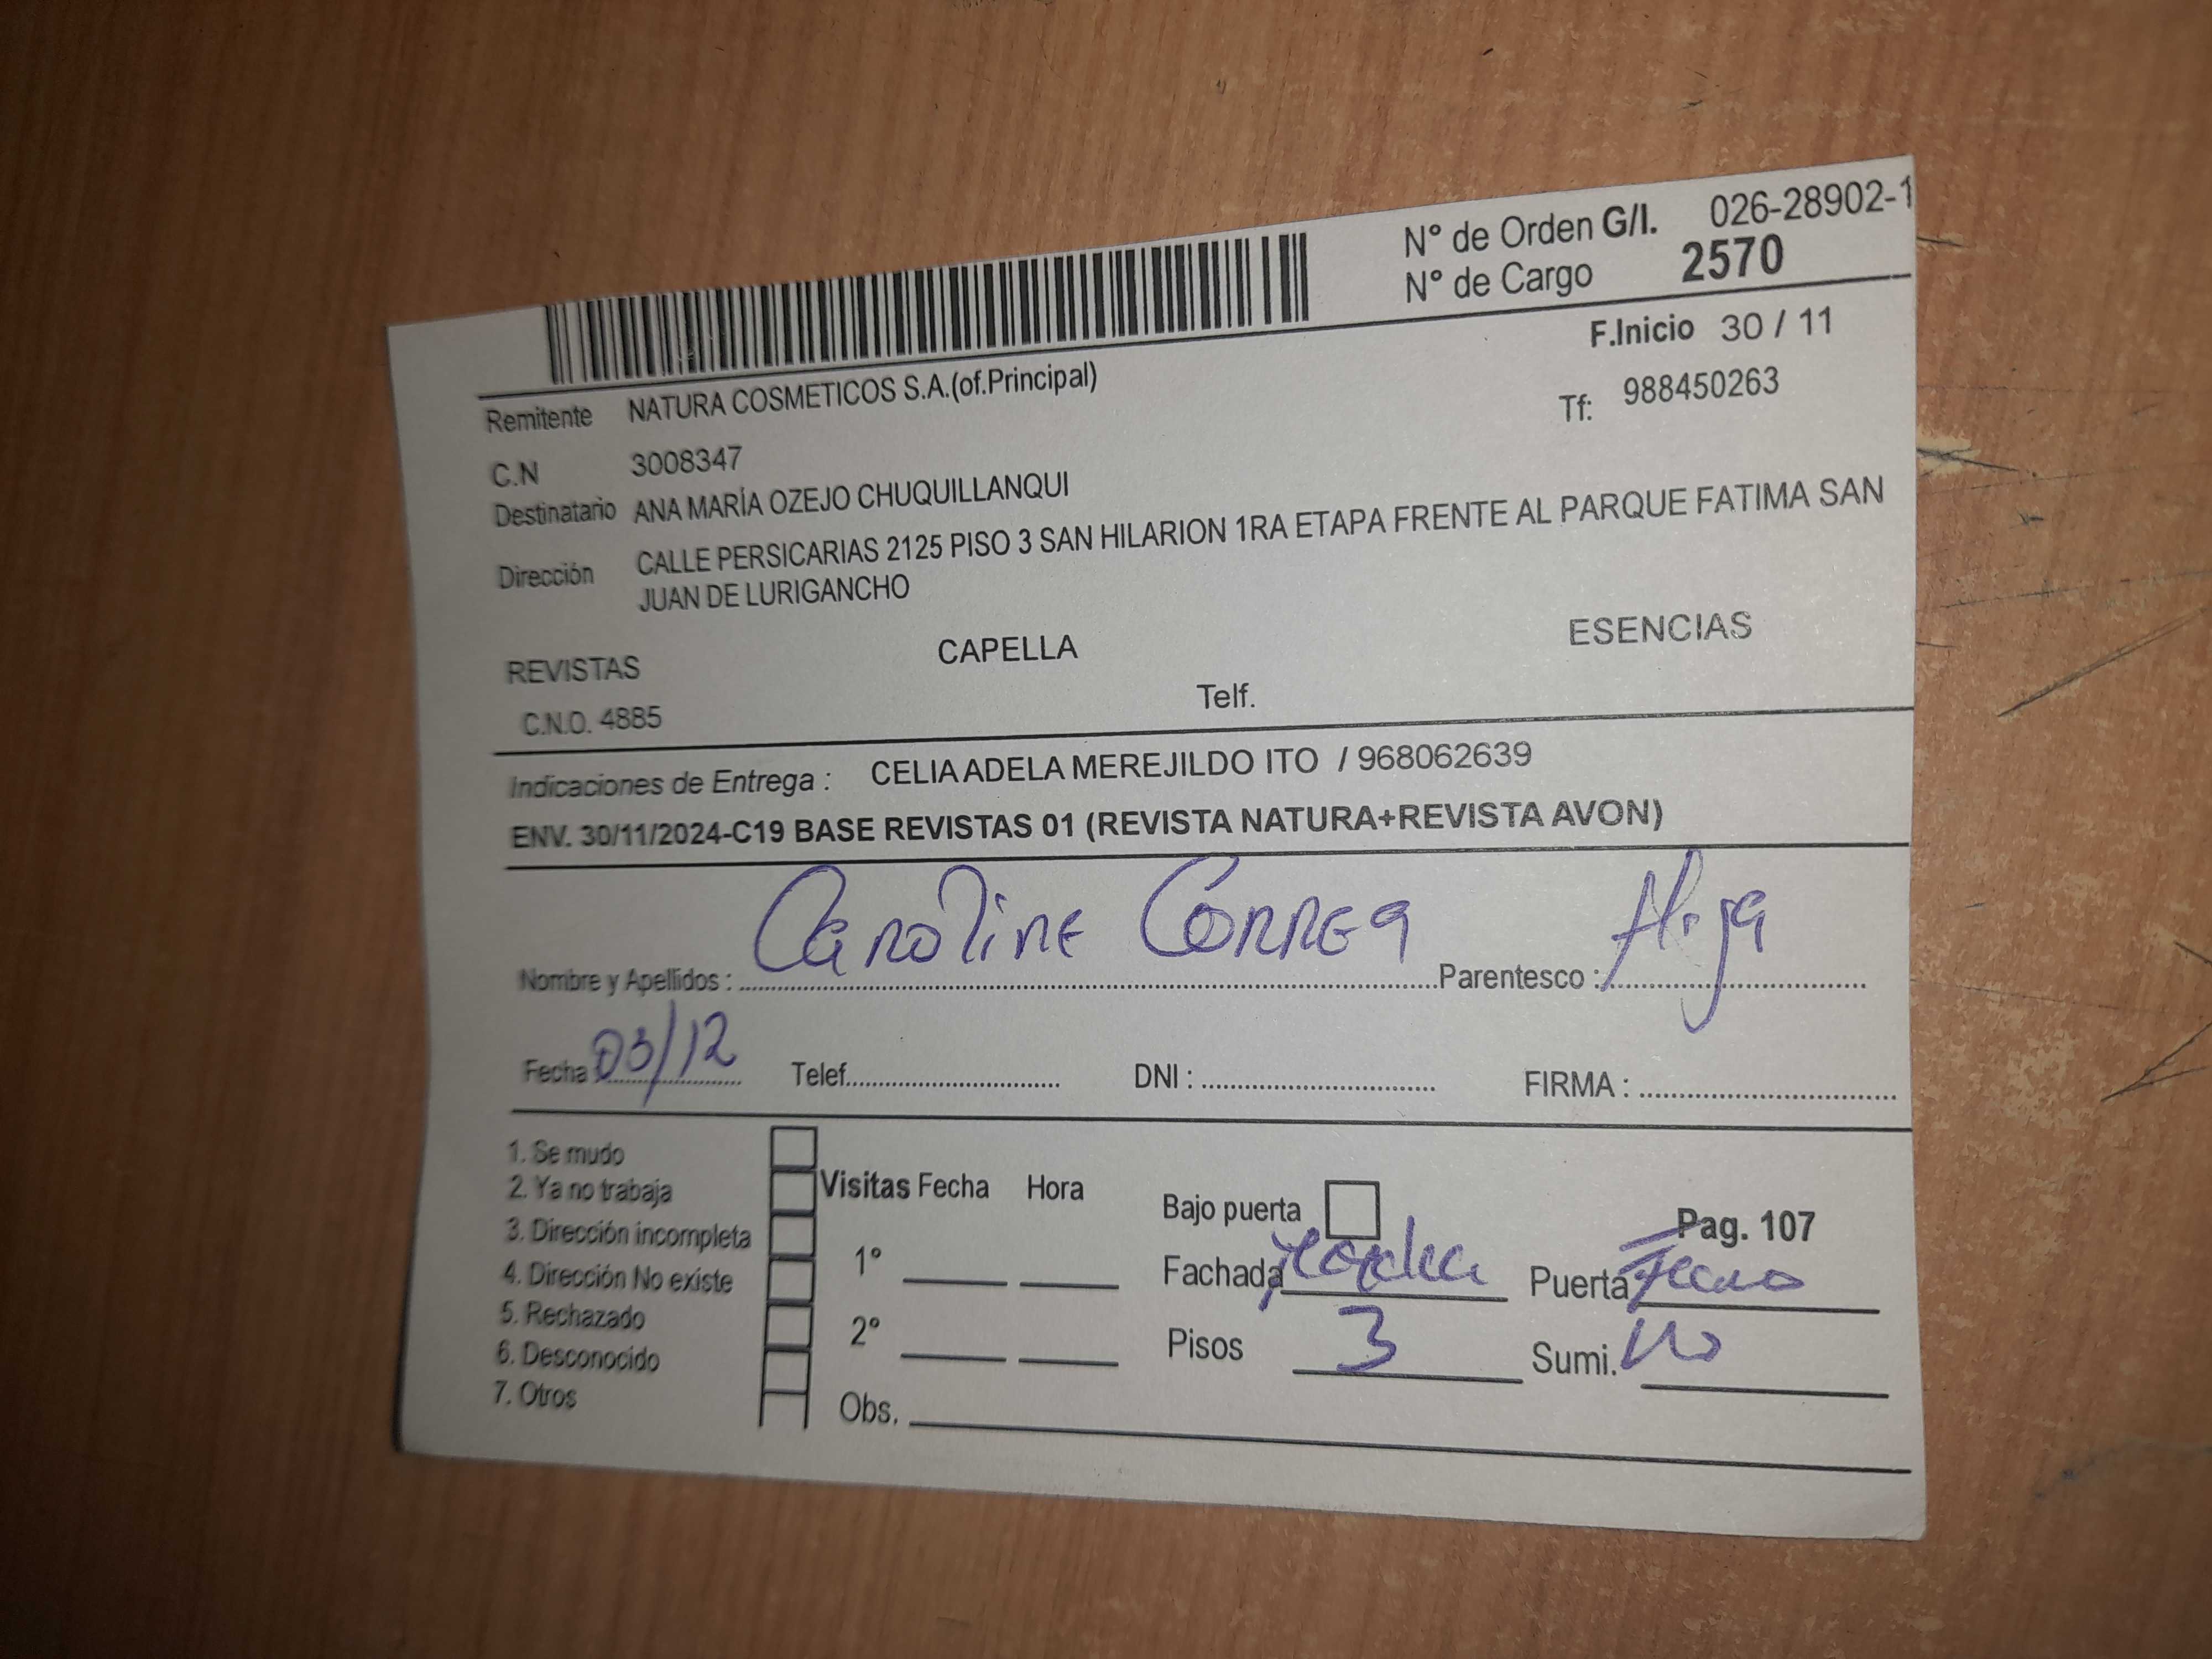 N° de Orden G/I. 026-28902-1
N° de Cargo 2570
F.Inicio 30 / 11
Remitente NATURA COSMETICOS S.A.(of.Principal)
Tf: 988450263
C.N 3008347
Destinatario ANA MARÍA OZEJO CHUQUILLANQUI
Dirección CALLE PERSICARIAS 2125 PISO 3 SAN HILARION 1RA ETAPA FRENTE AL PARQUE FATIMA SAN
JUAN DE LURIGANCHO
REVISTAS CAPELLA ESENCIAS
C.N.O. 4885 Telf.
Indicaciones de Entrega : CELIA ADELA MEREJILDO ITO / 968062639
ENV. 30/11/2024-C19 BASE REVISTAS 01 (REVISTA NATURA+REVISTA AVON)
Nombre y Apellidos : Caroline Correa Parentesco : Hija
Fecha 03/12 Telef. DNI : FIRMA :
1. Se mudo
2. Ya no trabaja
3. Dirección incompleta
4. Dirección No existe
5. Rechazado
6. Desconocido
7. Otros
Visitas Fecha Hora
1°
2°
Obs.
Bajo puerta
Pag. 107
Fachada Puerta
Pisos 3 Sumi. No